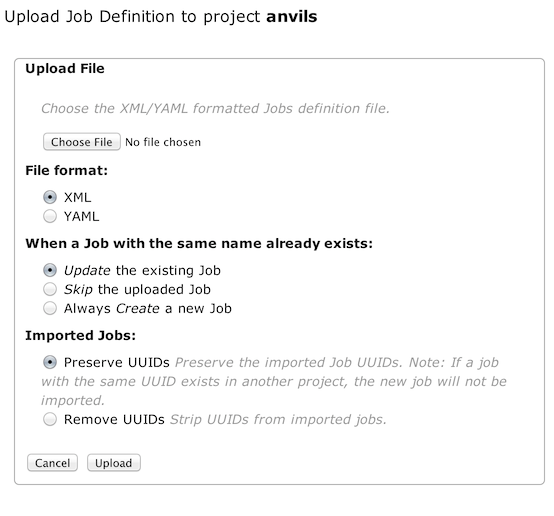 Upload Job Definition to project anvils
Upload File
Choose the XML/YAML formatted Jobs definition file.
Choose File No file chosen
File format:
XML
YAML
When a Job with the same name already exists:
Update the existing Job
Skip the uploaded Job
Always Create a new Job
Imported Jobs:
Preserve UUIDs Preserve the imported Job UUIDs. Note: If a job
with the same UUID exists in another project, the new job will not be
imported.
Remove UUIDs Strip UUIDs from imported jobs.
Cancel Upload